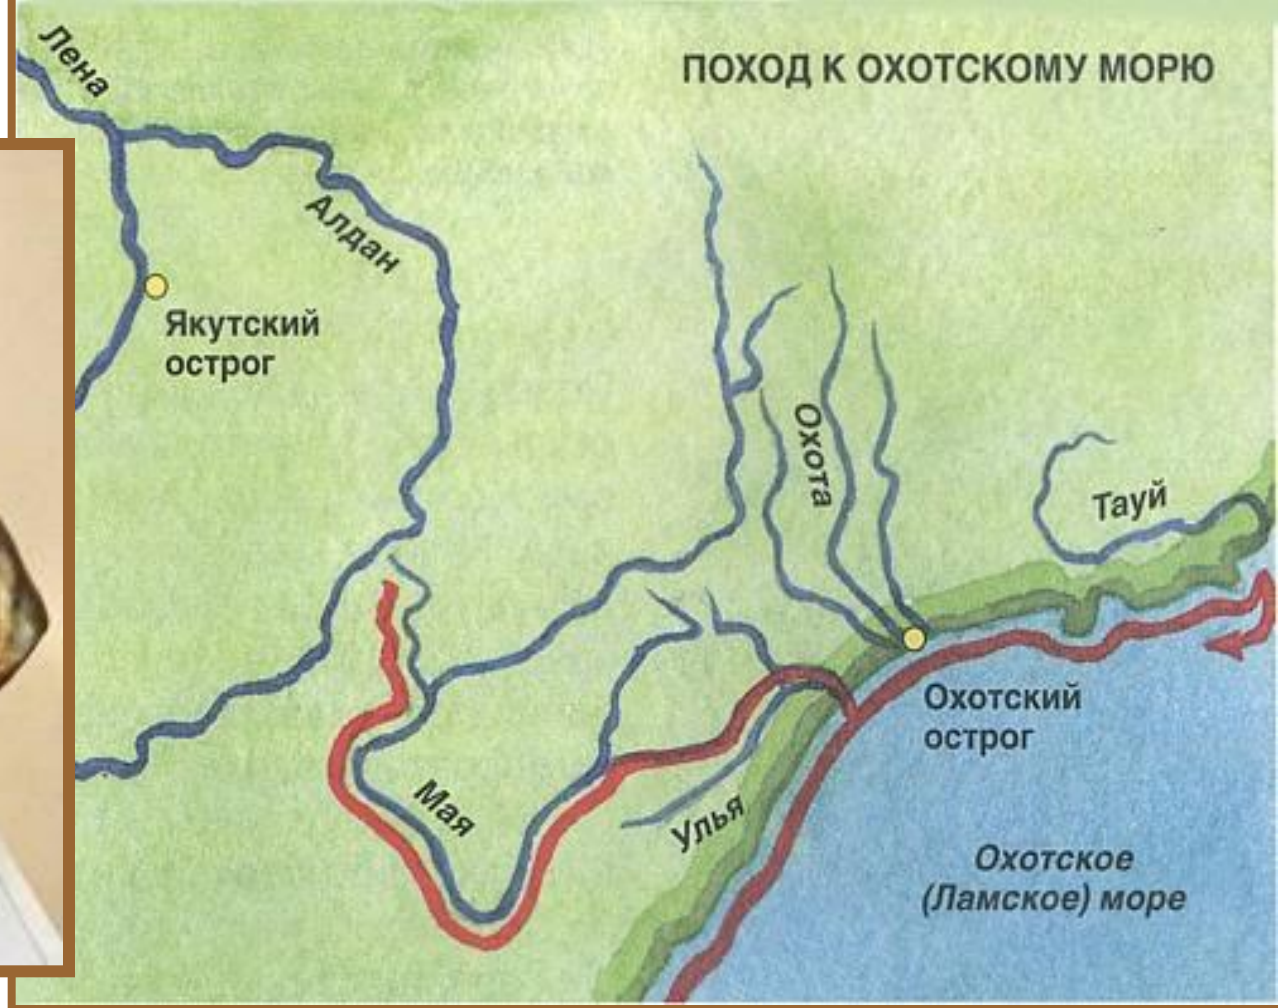 ПОХОД К ОХОТСКОМУ МОРЮ
Лена
Алдан
Якутский
острог
Охота
Тауй
Охотский
острог
Мая
Улья
Охотское
(Ламское) море